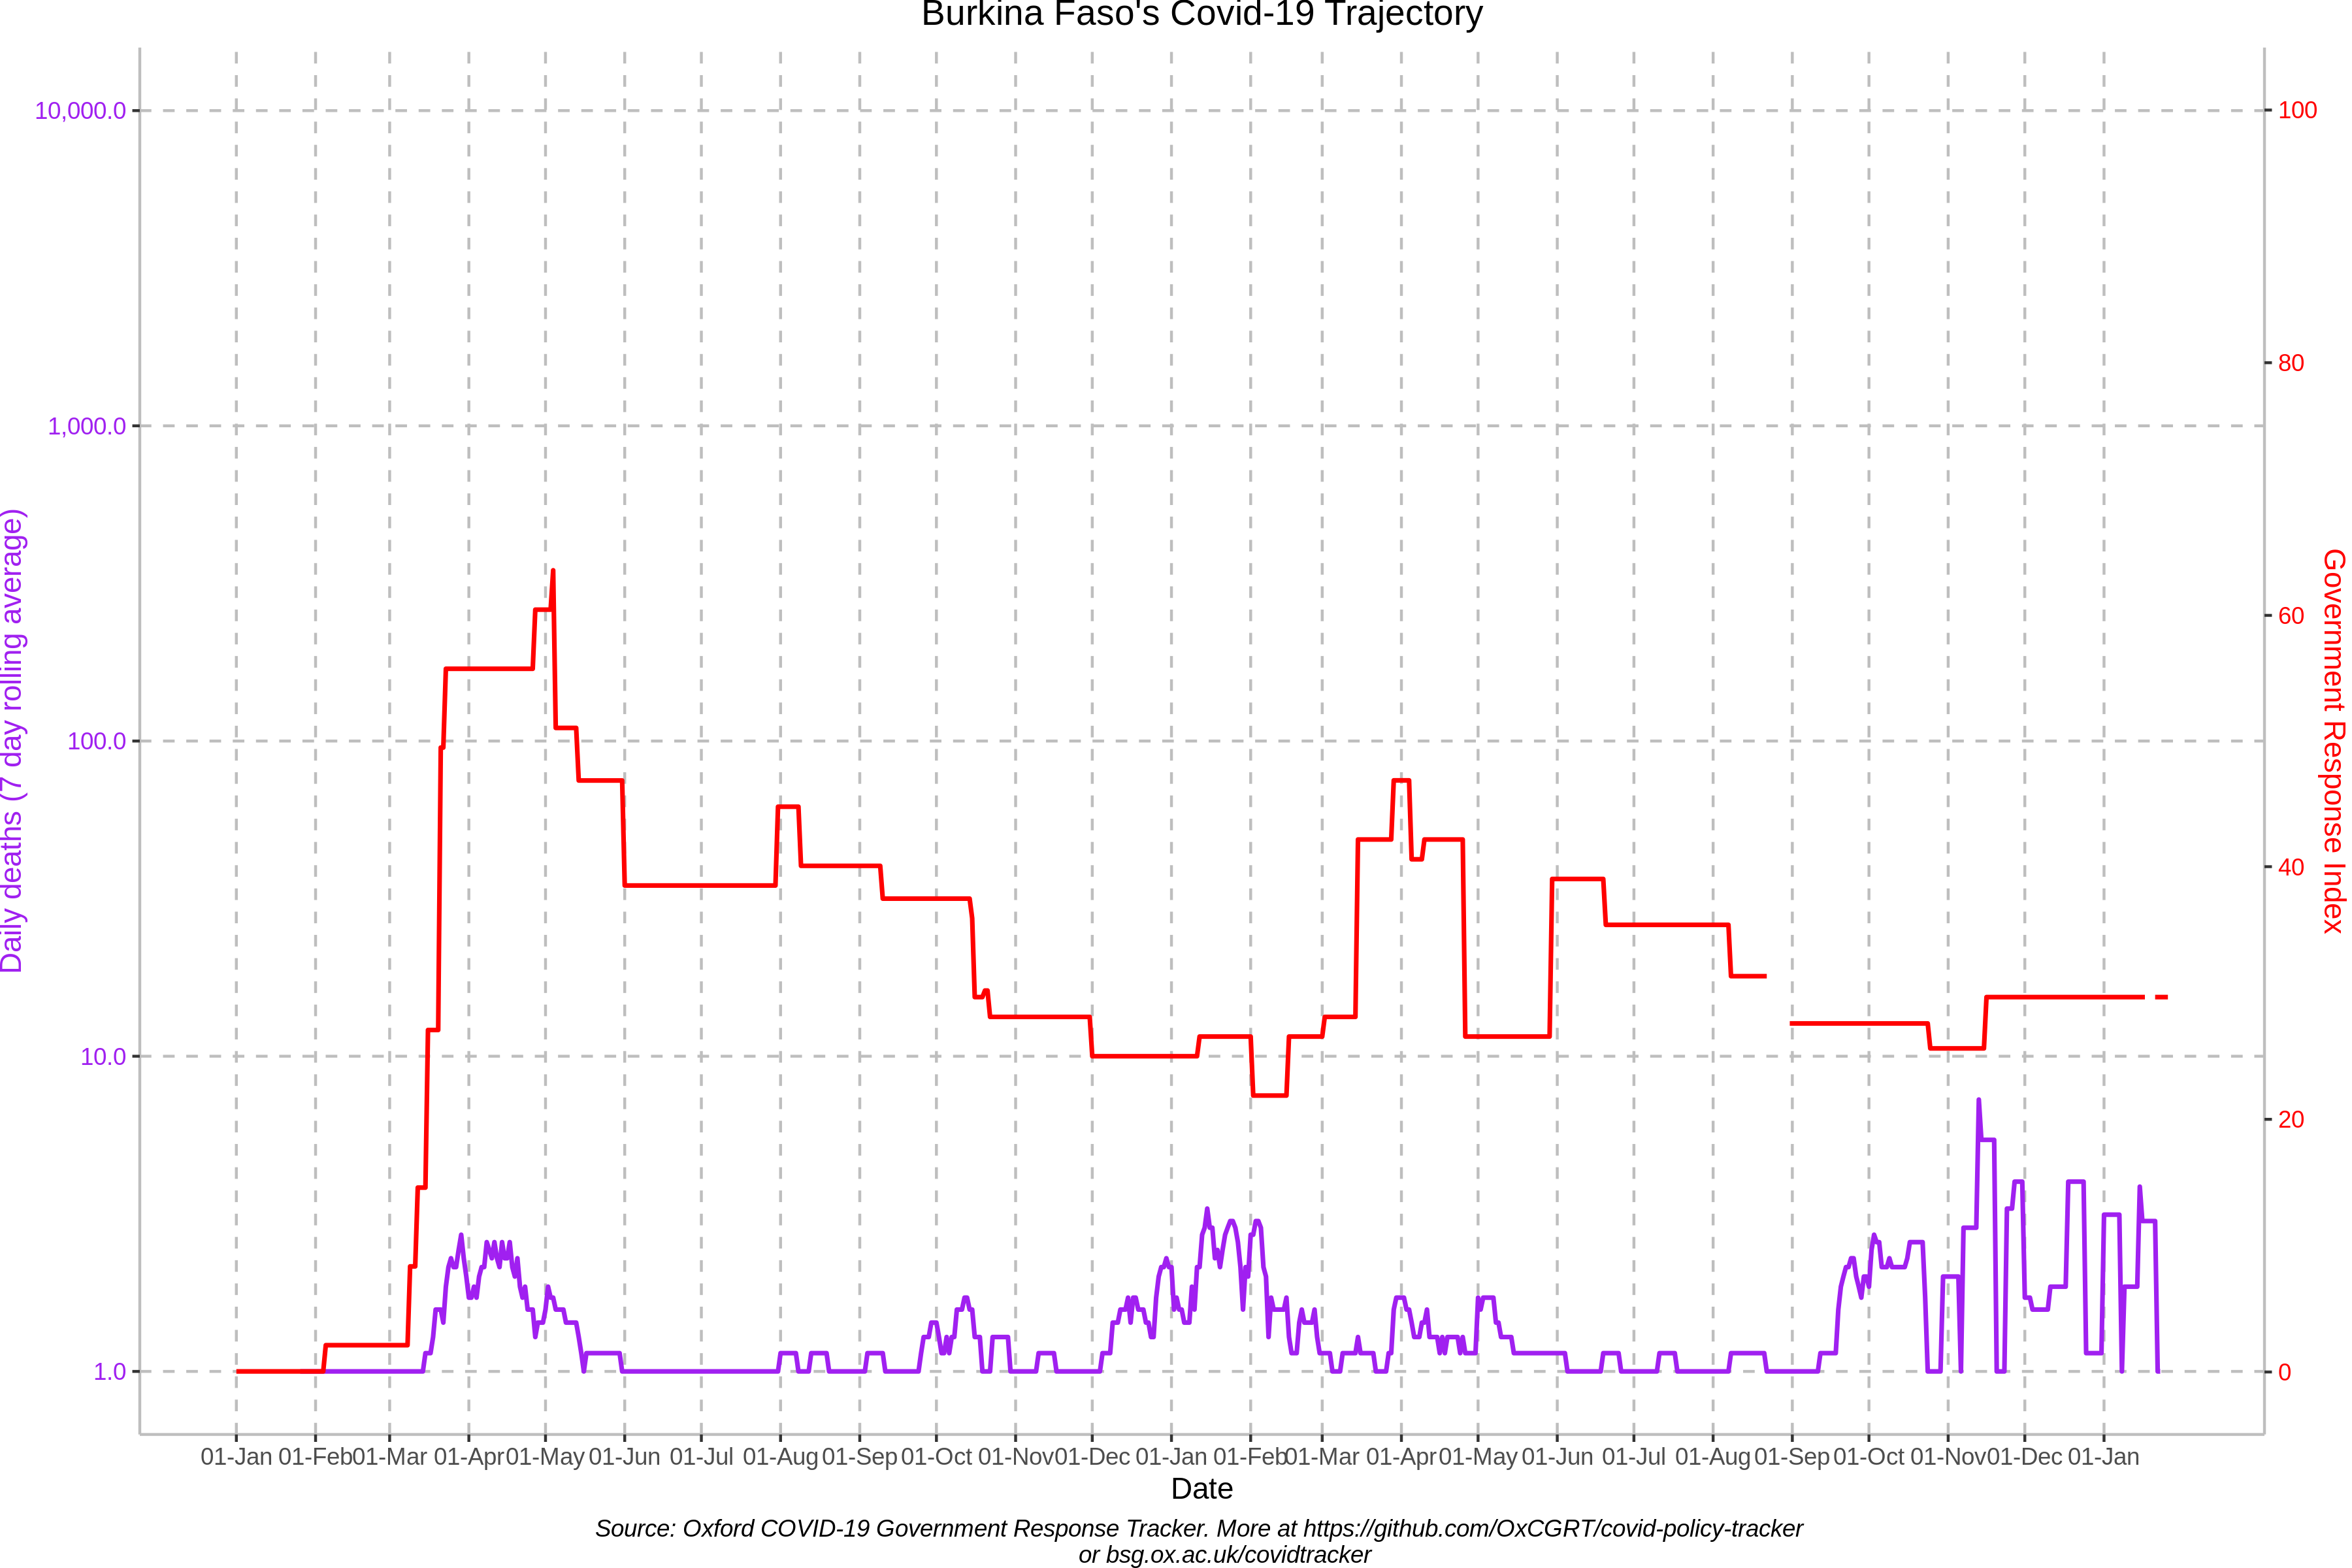 Burkina Faso's Covid-19 Trajectory
10,000.0
1,000.0
100.0
10.0
1.0
Daily deaths (7 day rolling average)
100
80
60
40
20
0
Government Response Index
01-Jan 01-Feb 01-Mar 01-Apr 01-May 01-Jun 01-Jul 01-Aug 01-Sep 01-Oct 01-Nov 01-Dec 01-Jan 01-Feb 01-Mar 01-Apr 01-May 01-Jun 01-Jul 01-Aug 01-Sep 01-Oct 01-Nov 01-Dec 01-Jan
Date
Source: Oxford COVID-19 Government Response Tracker. More at https://github.com/OxCGRT/covid-policy-tracker
or bsg.ox.ac.uk/covidtracker